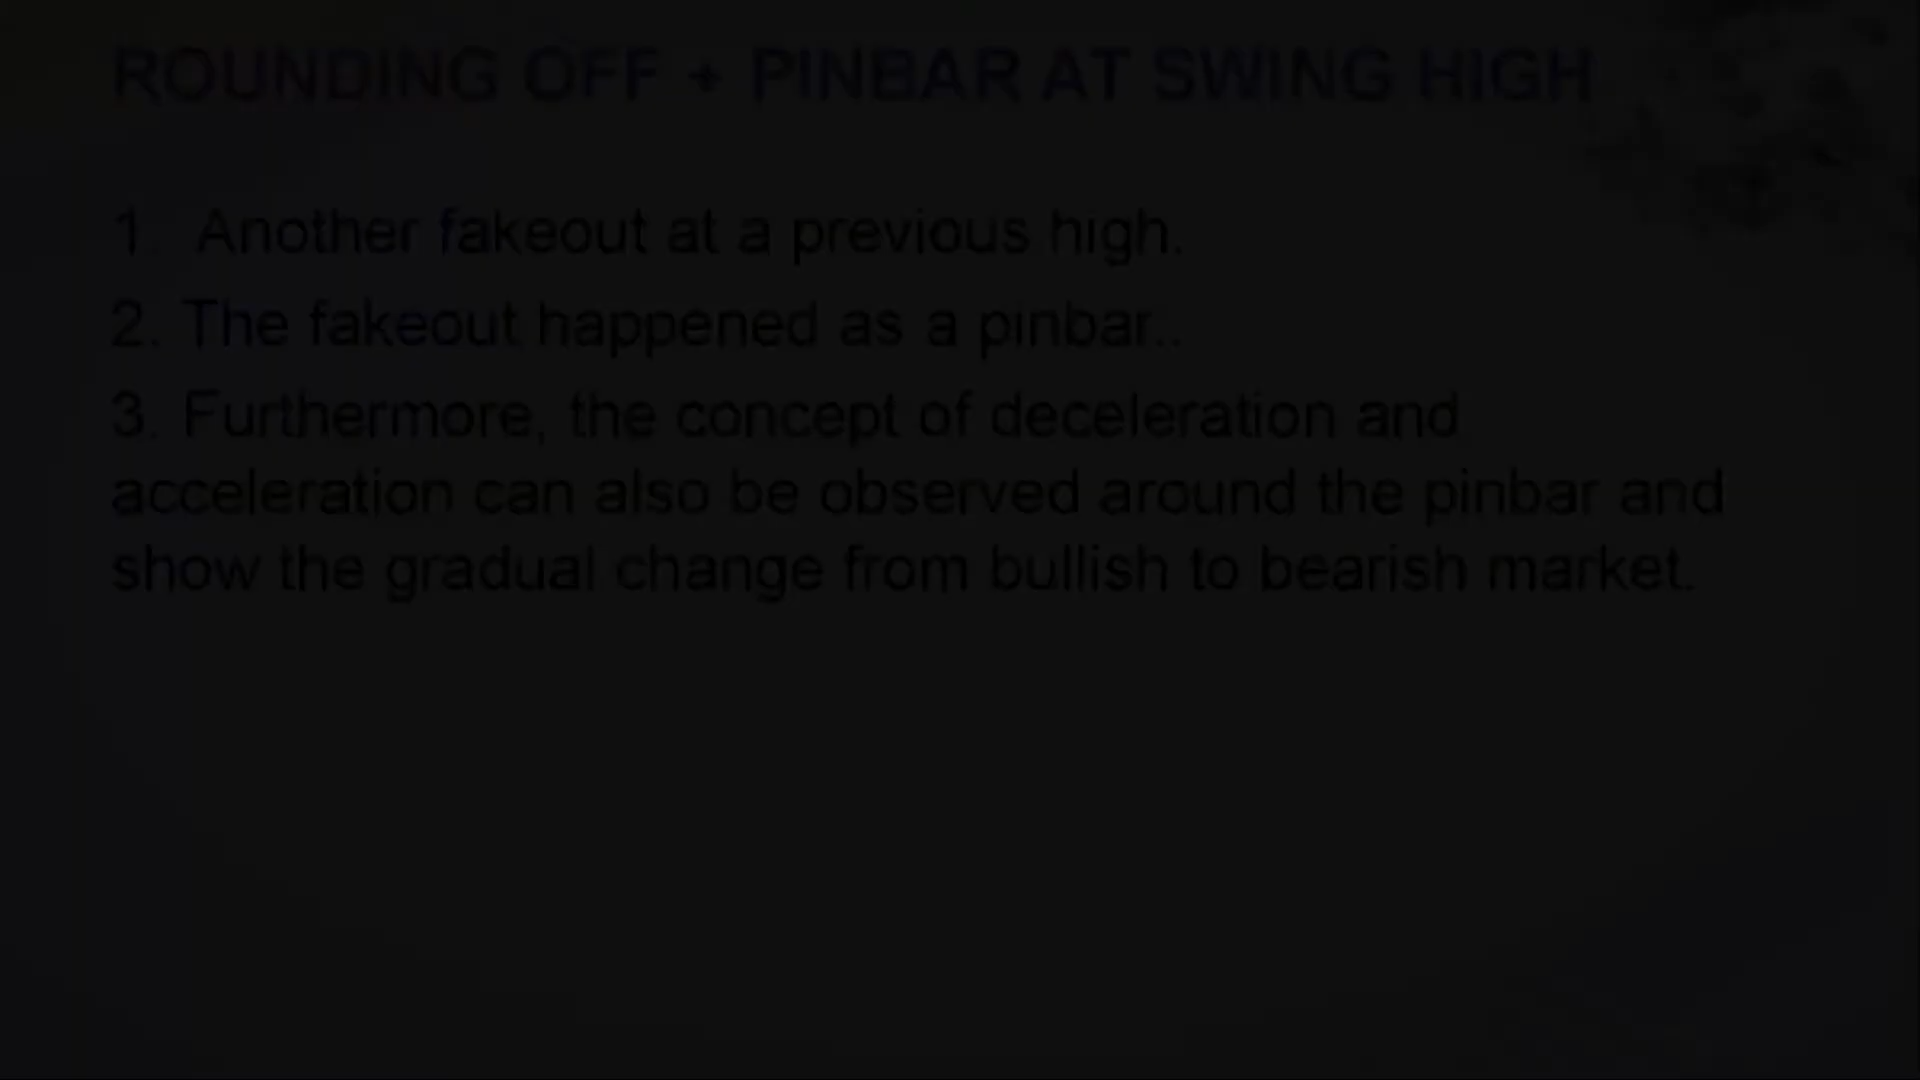 ROUNDING OFF + PINBAR AT SWING HIGH
1. Another fakeout at a previous high.
2. The fakeout happened as a pinbar..
3. Furthermore, the concept of deceleration and
acceleration can also be observed around the pinbar and
show the gradual change from bullish to bearish market.